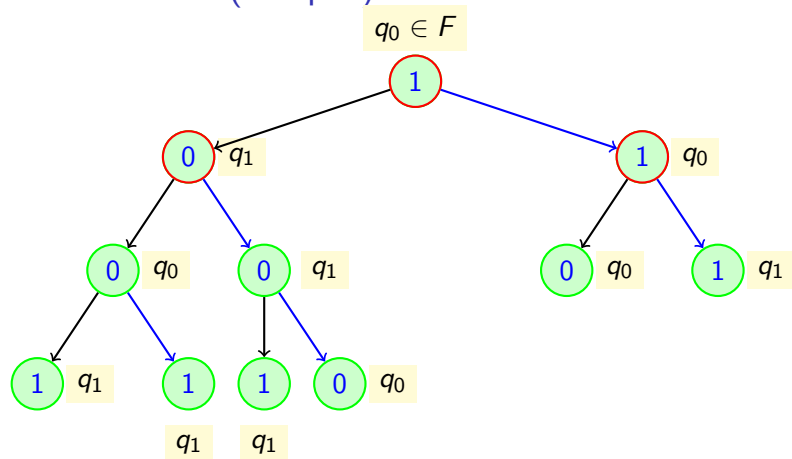 q₀ ∈ F
1
0 q₁ 1 q₀
0 q₀ 0 q₁ 0 q₀ 1 q₁
1 q₁ 1 1 0 q₀
q₁ q₁